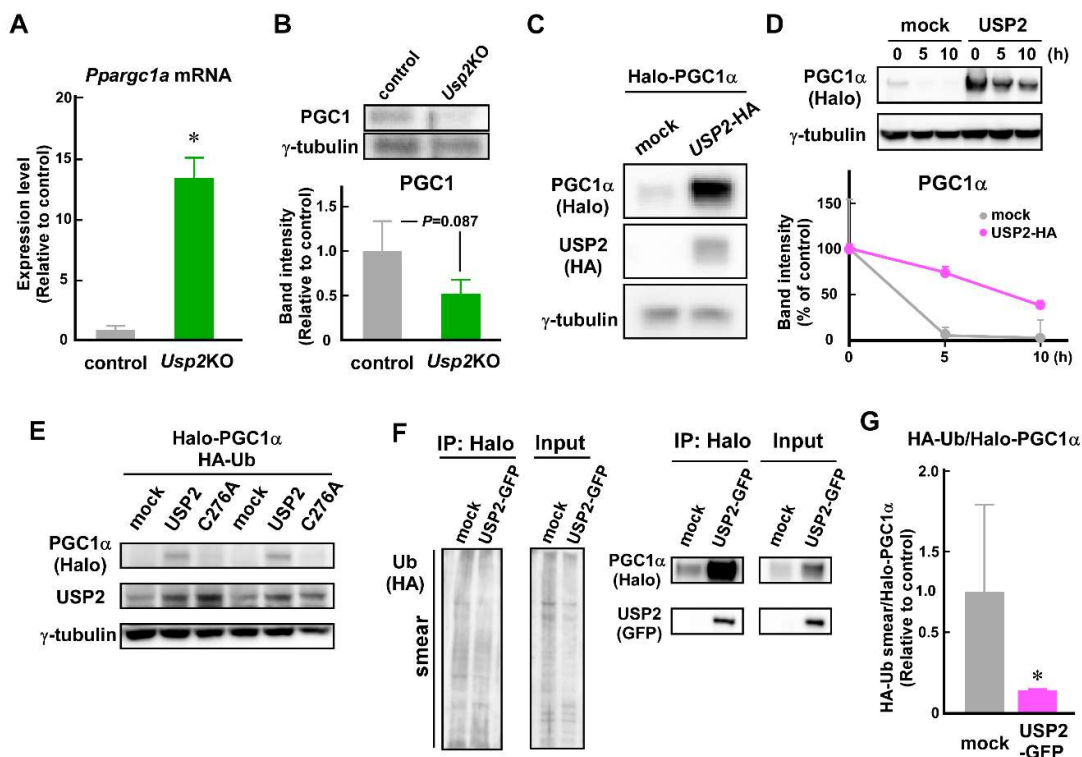 A
Ppargc1a mRNA
Expression level
(Relative to control)
20
15
10
5
0
*
control
Usp2KO
B
control
Usp2KO
PGC1
γ-tubulin
PGC1
Band intensity
(Relative to control)
1.5
1.0
0.5
0
P=0.087
control
Usp2KO
C
Halo-PGC1α
mock
USP2-HA
PGC1α
(Halo)
USP2
(HA)
γ-tubulin
D
mock
USP2
0 5 10 0 5 10 (h)
PGC1α
(Halo)
γ-tubulin
PGC1α
Band intensity
(% of control)
150
100
50
0
mock
USP2-HA
0 5 10 (h)
E
Halo-PGC1α
HA-Ub
mock USP2 C276A mock USP2 C276A
PGC1α
(Halo)
USP2
γ-tubulin
F
IP: Halo
Input
mock USP2-GFP
mock USP2-GFP
Ub
(HA)
smear
IP: Halo
Input
mock USP2-GFP
mock USP2-GFP
PGC1α
(Halo)
USP2
(GFP)
G
HA-Ub/Halo-PGC1α
HA-Ub smear/Halo-PGC1α
(Relative to control)
2.0
1.5
1.0
0.5
0
*
mock
USP2
-GFP